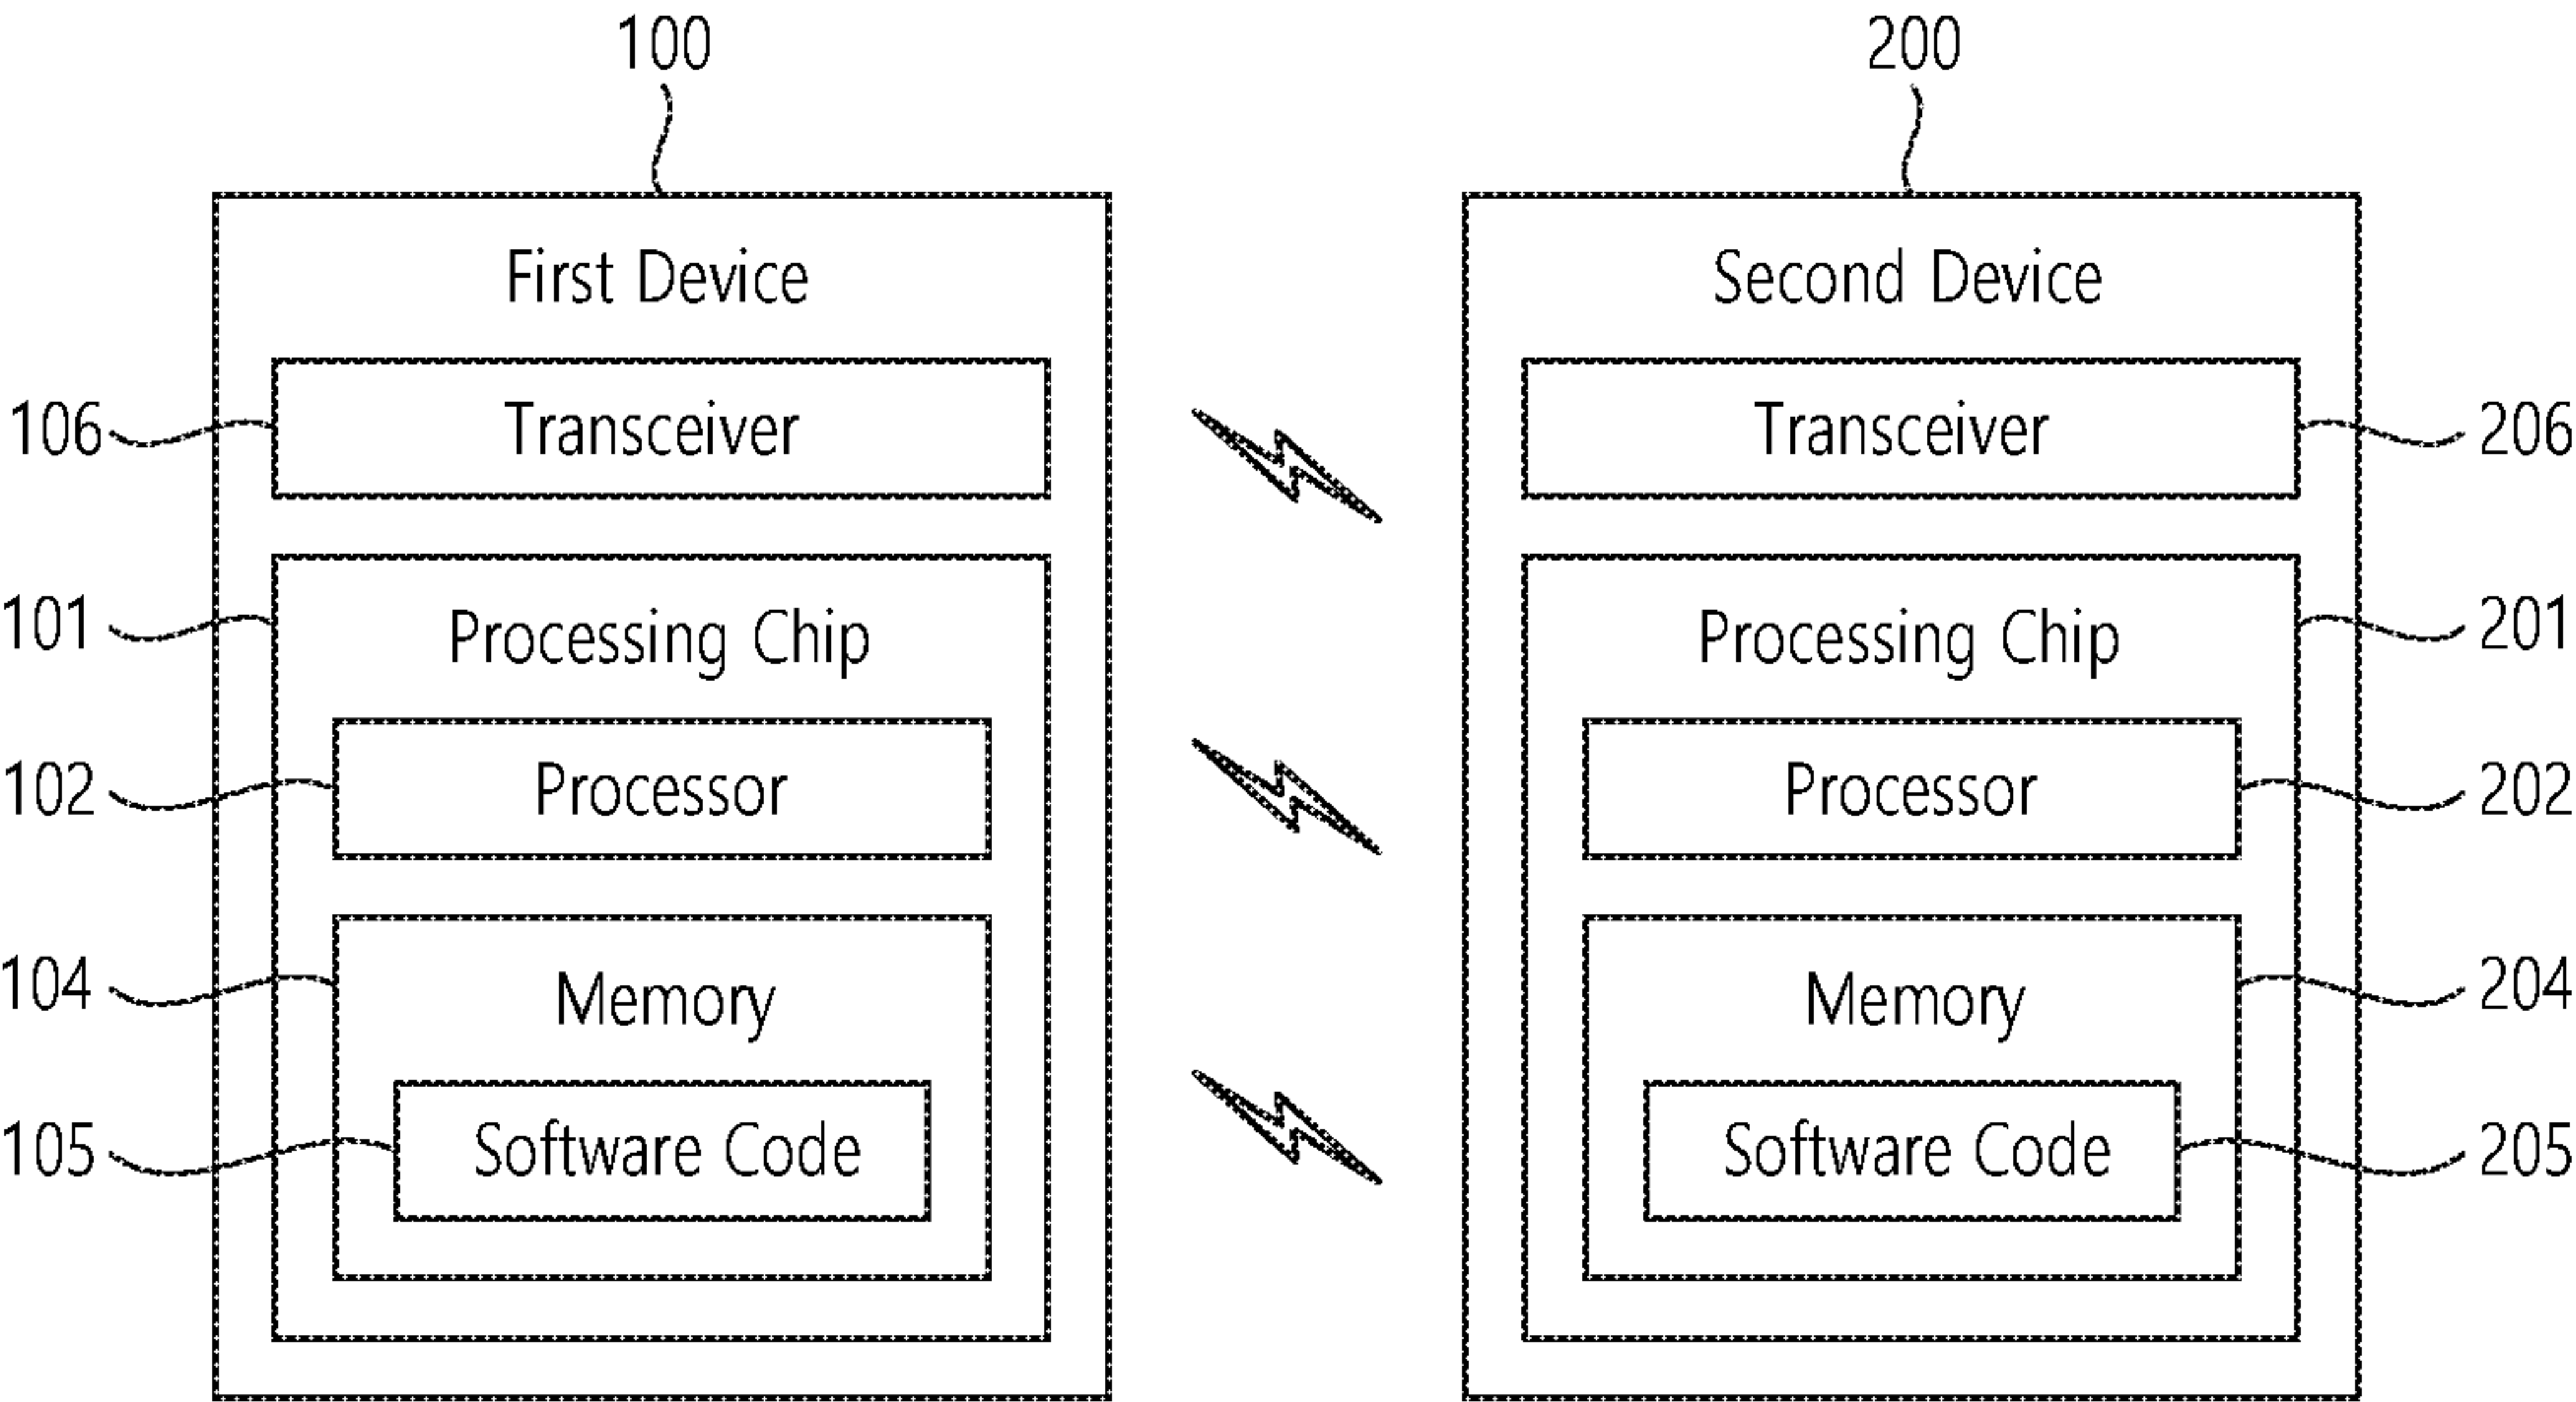 100
200
First Device
Second Device
106
Transceiver
Transceiver
206
101
Processing Chip
Processing Chip
201
102
Processor
Processor
202
104
Memory
Memory
204
105
Software Code
Software Code
205